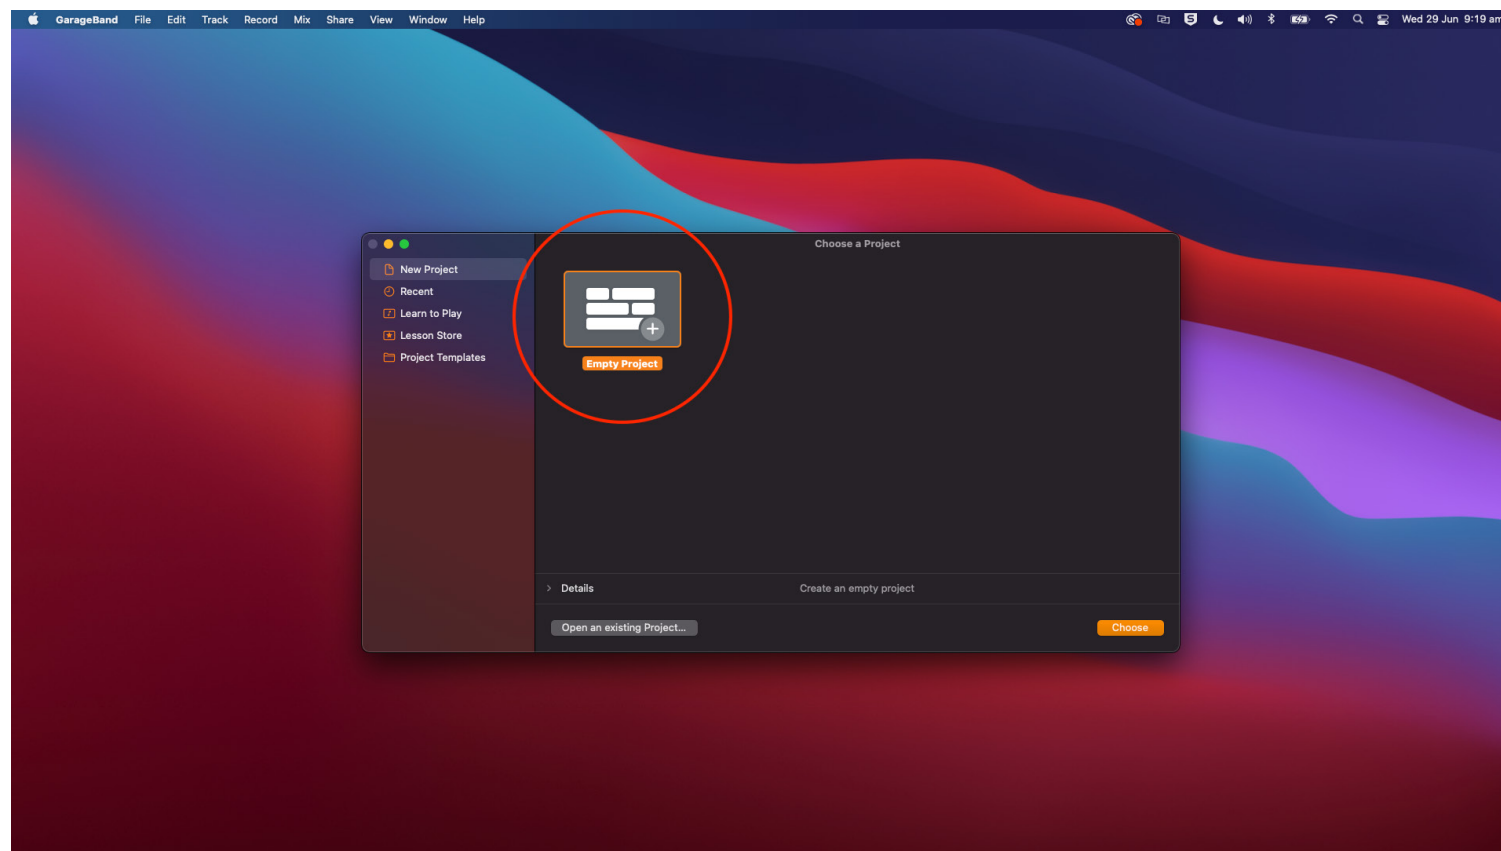 GarageBand File Edit Track Record Mix Share View Window Help Wed 29 Jun 9:19 am
Choose a Project
New Project
Recent
Learn to Play
Lesson Store
Project Templates
Empty Project
Details Create an empty project
Open an existing Project... Choose